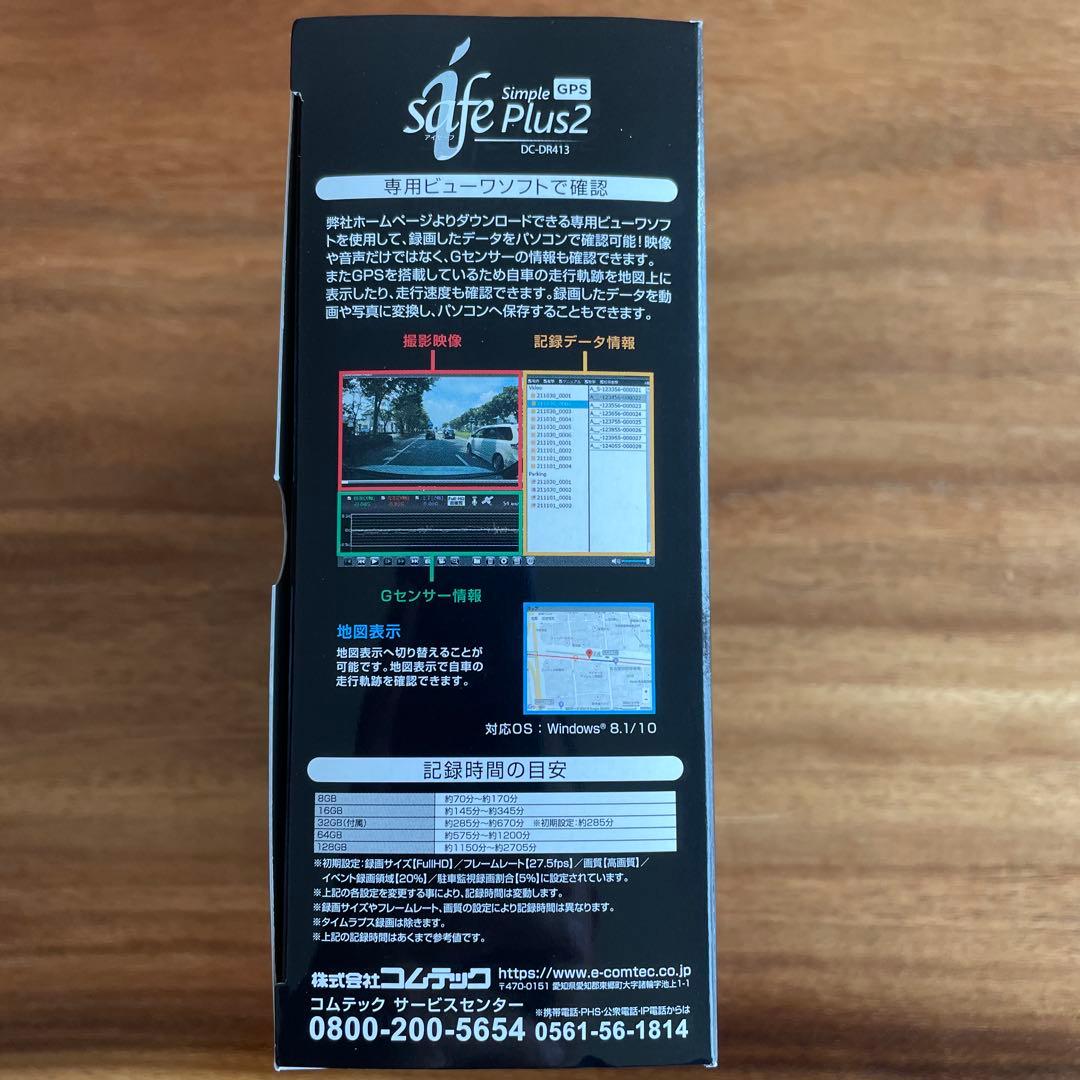 i safe Simple GPS
アイセーフ Plus2
DC-DR413
専用ビューワソフトで確認
弊社ホームページよりダウンロードできる専用ビューワソフ
トを使用して、録画したデータをパソコンで確認可能!映像
や音声だけではなく、Gセンサーの情報も確認できます。
またGPSを搭載しているため自車の走行軌跡を地図上に
表示したり、走行速度も確認できます。録画したデータを動
画や写真に変換し、パソコンへ保存することもできます。
撮影映像 記録データ情報
Video
211030_0001
211030_0003
211030_0004
211030_0005
211030_0006
211101_0001
211101_0002
211101_0003
211101_0004
Parking
211030_0001
211030_0002
211101_0001
211101_0002
Gセンサー情報
地図表示
地図表示へ切り替えることが
可能です。地図表示で自車の
走行軌跡を確認できます。
対応OS:Windows® 8.1/10
記録時間の目安
8GB 約70分~約170分
16GB 約145分~約345分
32GB(付属) 約285分~約670分 ※初期設定:約285分
64GB 約575分~約1200分
128GB 約1150分~約2705分
※初期設定:録画サイズ【FullHD】/フレームレート【27.5fps】/画質【高画質】/
イベント録画領域【20%】/駐車監視録画割合【5%】に設定されています。
※上記の各設定を変更する事により、記録時間は変動します。
※録画サイズやフレームレート、画質の設定により記録時間は異なります。
※タイムラプス録画は除きます。
※上記の記録時間はあくまで参考値です。
株式会社コムテック https://www.e-comtec.co.jp
〒470-0151 愛知県愛知郡東郷町大字諸輪字池上1-1
コムテック サービスセンター ※携帯電話・PHS・公衆電話・IP電話からは
0800-200-5654 0561-56-1814